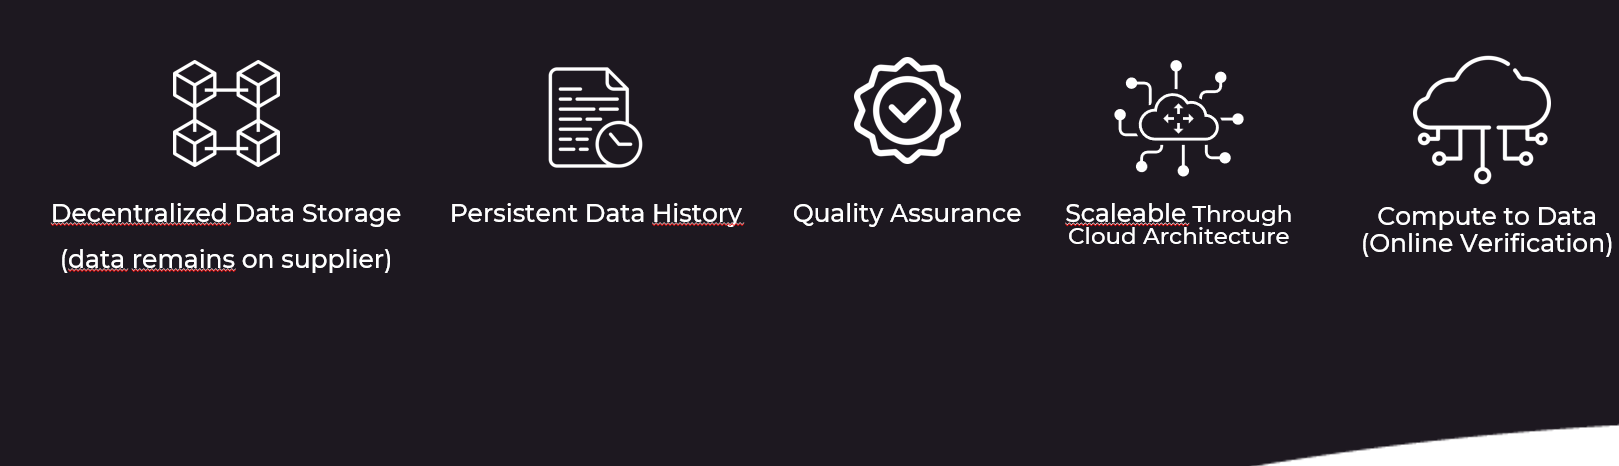 Decentralized Data Storage
(data remains on supplier)
Persistent Data History
Quality Assurance
Scaleable Through
Cloud Architecture
Compute to Data
(Online Verification)